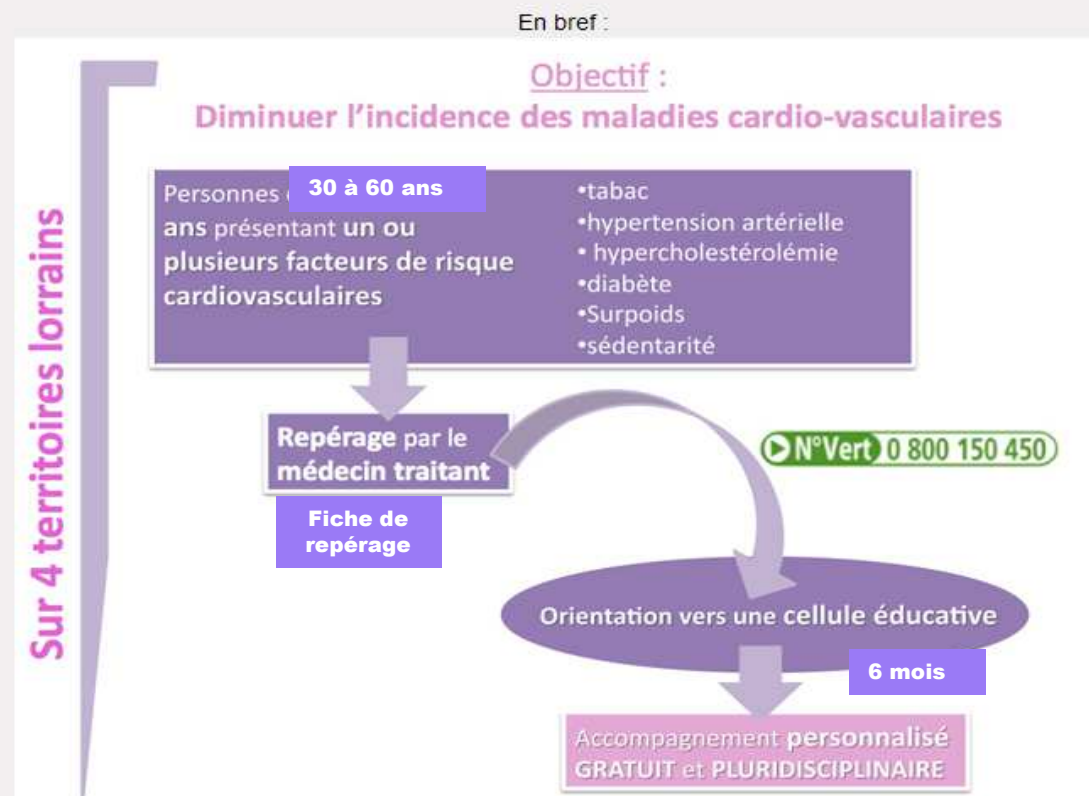 En bref :
Objectif :
Diminuer l'incidence des maladies cardio-vasculaires
Sur 4 territoires lorrains
Personnes
30 à 60 ans
ans présentant un ou
plusieurs facteurs de risque
cardiovasculaires
•tabac
•hypertension artérielle
• hypercholestérolémie
•diabète
•Surpoids
•sédentarité
Repérage par le
médecin traitant
Fiche de
repérage
N°Vert 0 800 150 450
Orientation vers une cellule éducative
6 mois
Accompagnement personnalisé
GRATUIT et PLURIDISCIPLINAIRE